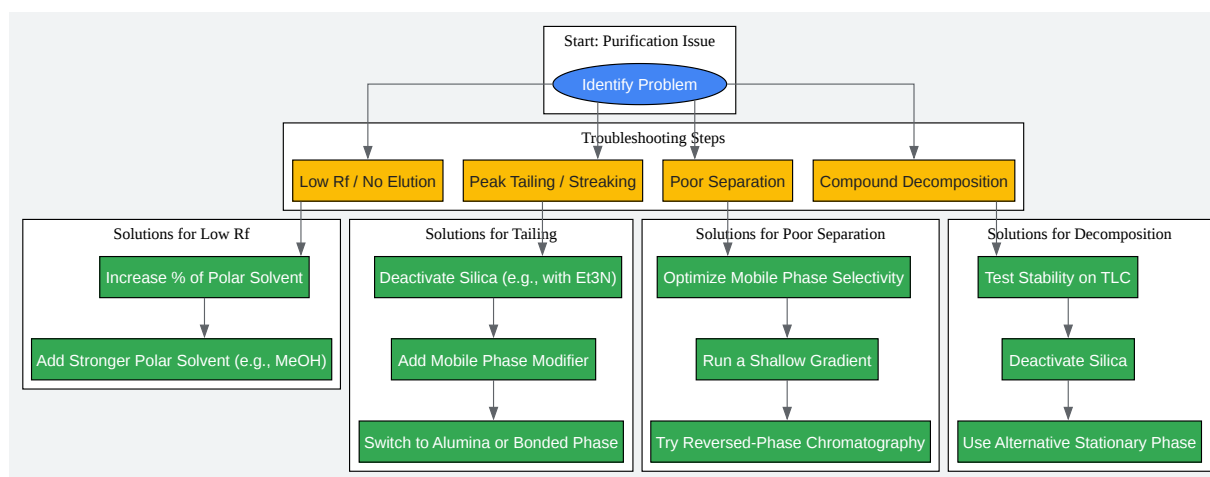 Start: Purification Issue
Identify Problem
Troubleshooting Steps
Low Rf / No Elution
Peak Tailing / Streaking
Poor Separation
Compound Decomposition
Solutions for Low Rf
Increase % of Polar Solvent
Add Stronger Polar Solvent (e.g., MeOH)
Solutions for Tailing
Deactivate Silica (e.g., with Et3N)
Add Mobile Phase Modifier
Switch to Alumina or Bonded Phase
Solutions for Poor Separation
Optimize Mobile Phase Selectivity
Run a Shallow Gradient
Try Reversed-Phase Chromatography
Solutions for Decomposition
Test Stability on TLC
Deactivate Silica
Use Alternative Stationary Phase